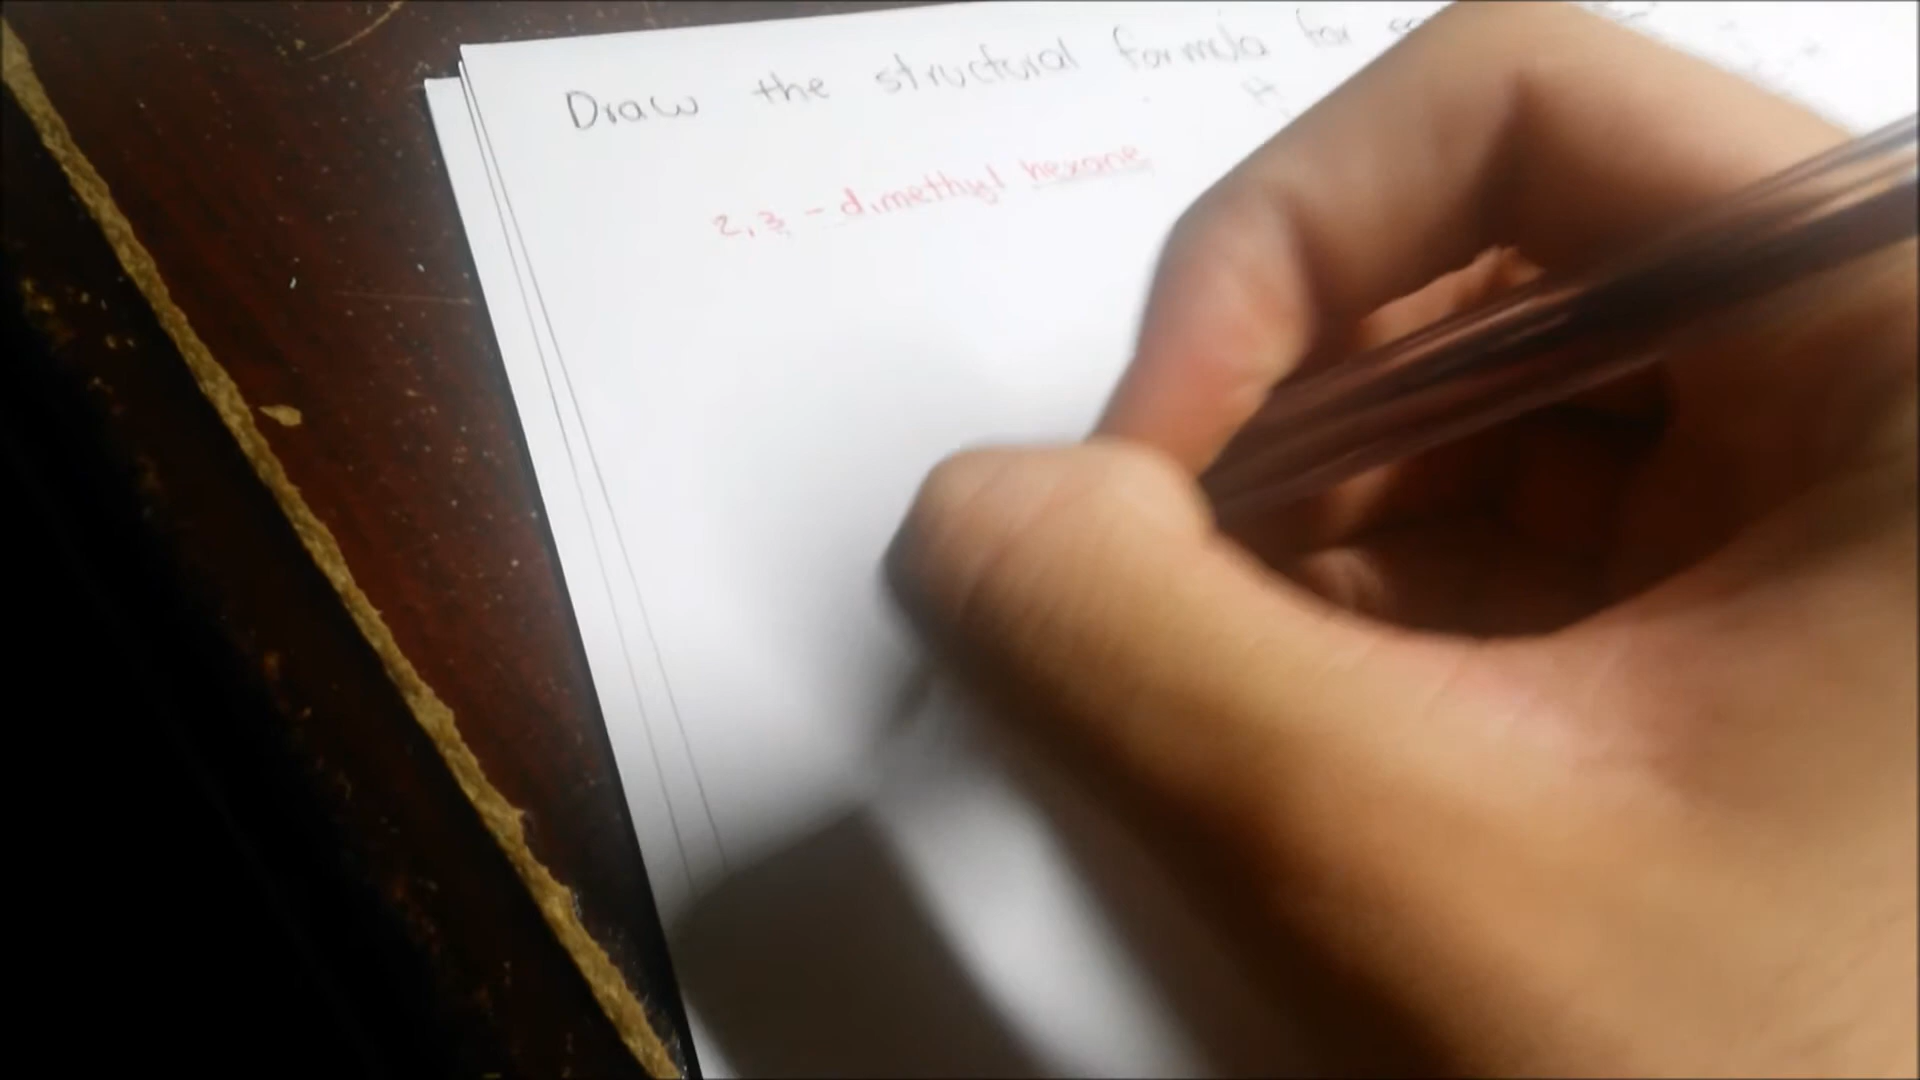 Draw the structural formula for
H
2,3 - dimethyl hexane